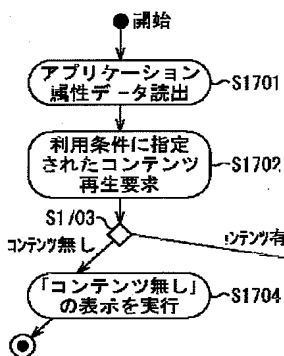 開始
アプリケーション
属性データ読出
S1701
利用条件に指定
されたコンテンツ
再生要求
S1702
S1703
コンテンツ無し
ンテンツ有
「コンテンツ無し」
の表示を実行
S1704